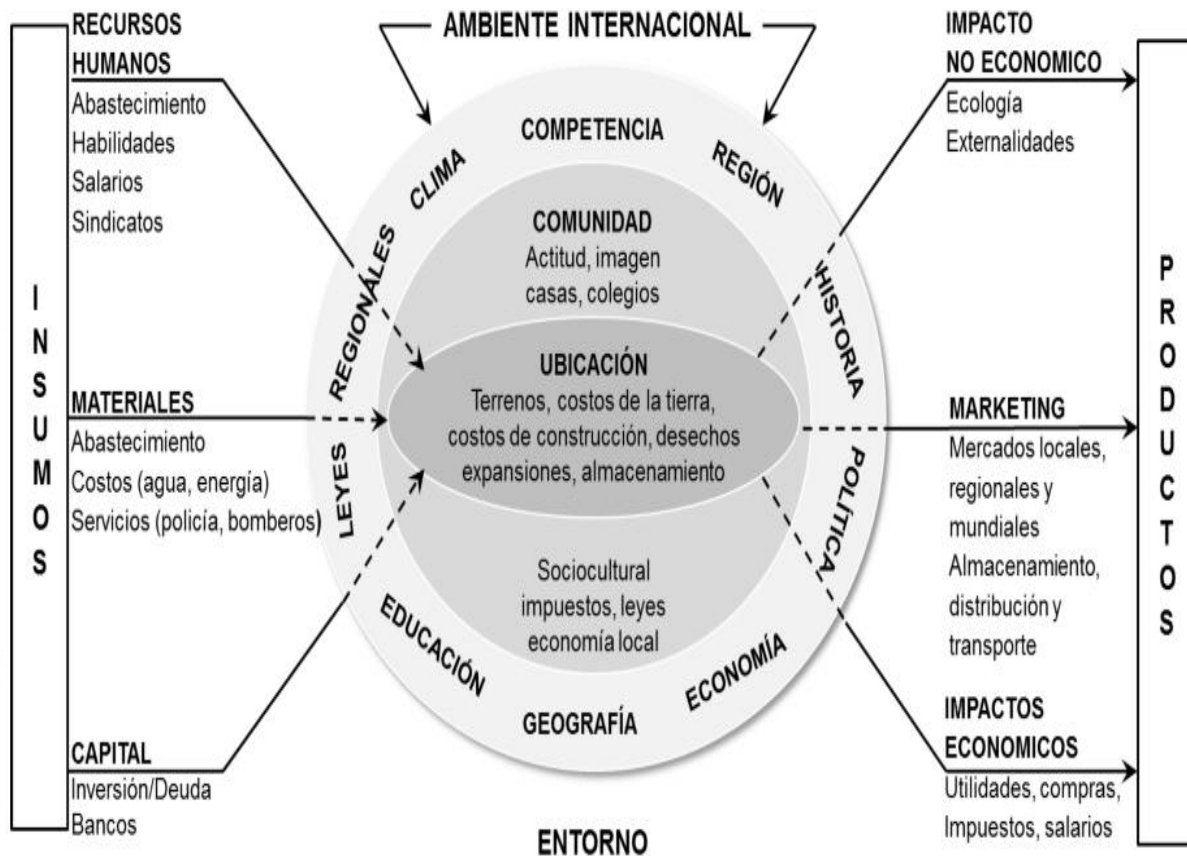 AMBIENTE INTERNACIONAL
INSUMOS
RECURSOS
HUMANOS
Abastecimiento
Habilidades
Salarios
Sindicatos
MATERIALES
Abastecimiento
Costos (agua, energía)
Servicios (policía, bomberos)
CAPITAL
Inversión/Deuda
Bancos
COMPETENCIA
REGIÓN
HISTORIA
POLÍTICA
ECONOMÍA
GEOGRAFÍA
EDUCACIÓN
LEYES
REGIONALES
CLIMA
COMUNIDAD
Actitud, imagen
casas, colegios
UBICACIÓN
Terrenos, costos de la tierra,
costos de construcción, desechos
expansiones, almacenamiento
Sociocultural
impuestos, leyes
economía local
ENTORNO
IMPACTO
NO ECONOMICO
Ecología
Externalidades
MARKETING
Mercados locales,
regionales y
mundiales
Almacenamiento,
distribución y
transporte
IMPACTOS
ECONOMICOS
Utilidades, compras,
Impuestos, salarios
PRODUCTOS